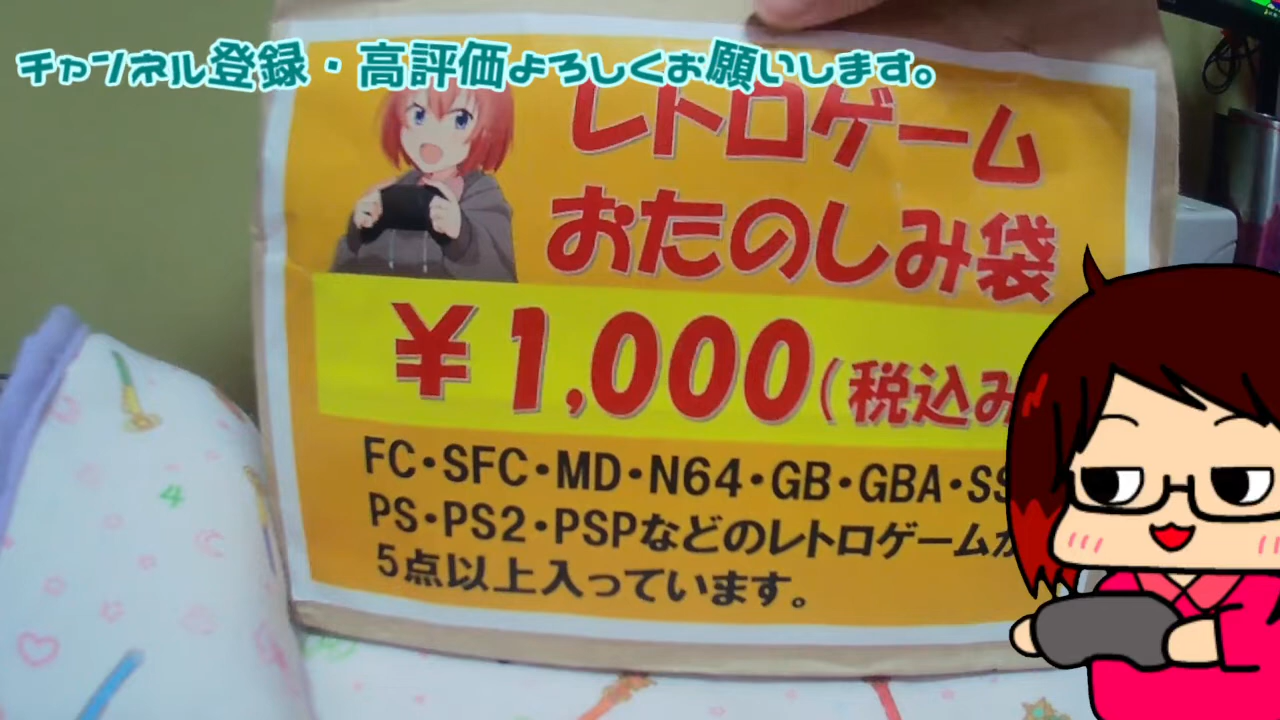 チャンネル登録・高評価よろしくお願いします。
レトロゲーム
おたのしみ袋
¥1,000(税込み
FC・SFC・MD・N64・GB・GBA・SS
PS・PS2・PSPなどのレトロゲームが
5点以上入っています。